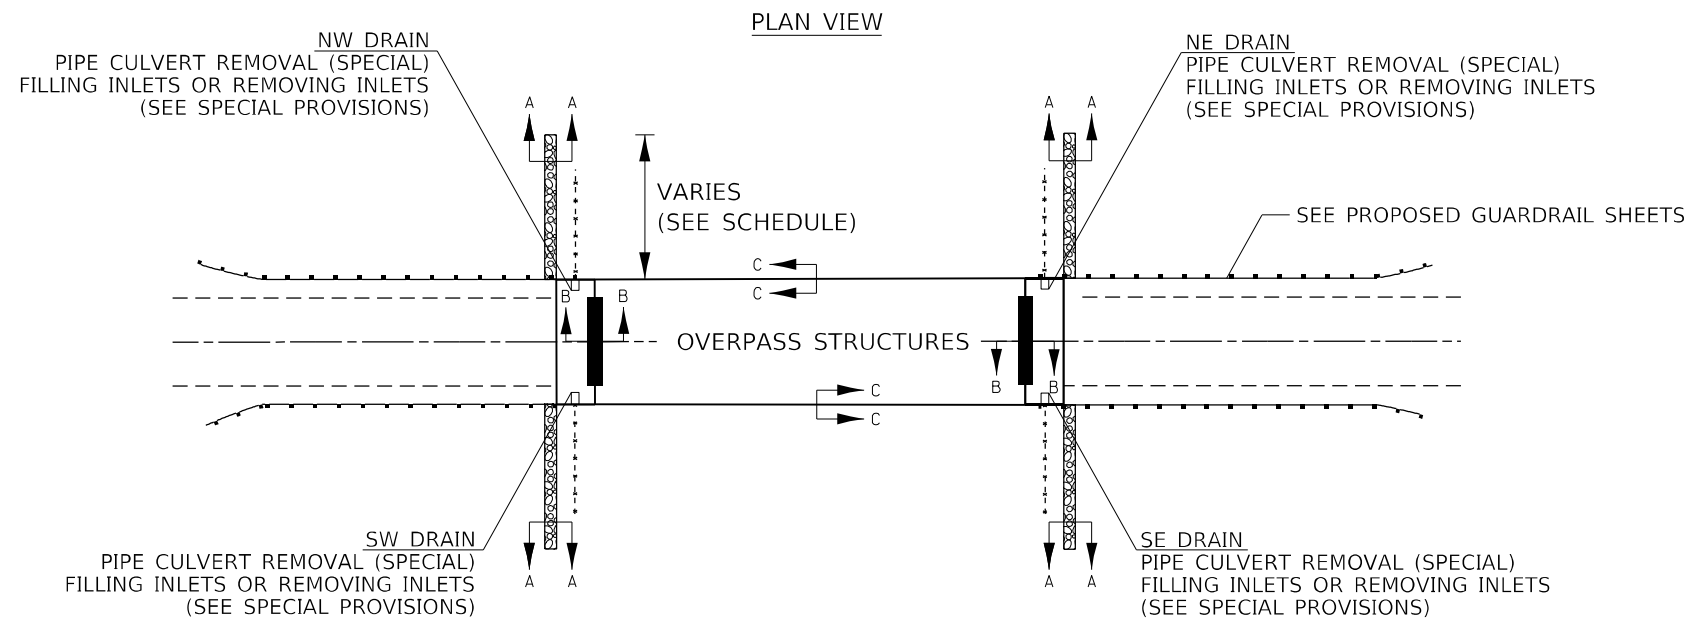 PLAN VIEW
NW DRAIN
PIPE CULVERT REMOVAL (SPECIAL)
FILLING INLETS OR REMOVING INLETS
(SEE SPECIAL PROVISIONS)
NE DRAIN
PIPE CULVERT REMOVAL (SPECIAL)
FILLING INLETS OR REMOVING INLETS
(SEE SPECIAL PROVISIONS)
A A
A A
VARIES
(SEE SCHEDULE)
SEE PROPOSED GUARDRAIL SHEETS
C
C
B B
OVERPASS STRUCTURES
B B
C
C
SW DRAIN
PIPE CULVERT REMOVAL (SPECIAL)
FILLING INLETS OR REMOVING INLETS
(SEE SPECIAL PROVISIONS)
A A
A A
SE DRAIN
PIPE CULVERT REMOVAL (SPECIAL)
FILLING INLETS OR REMOVING INLETS
(SEE SPECIAL PROVISIONS)